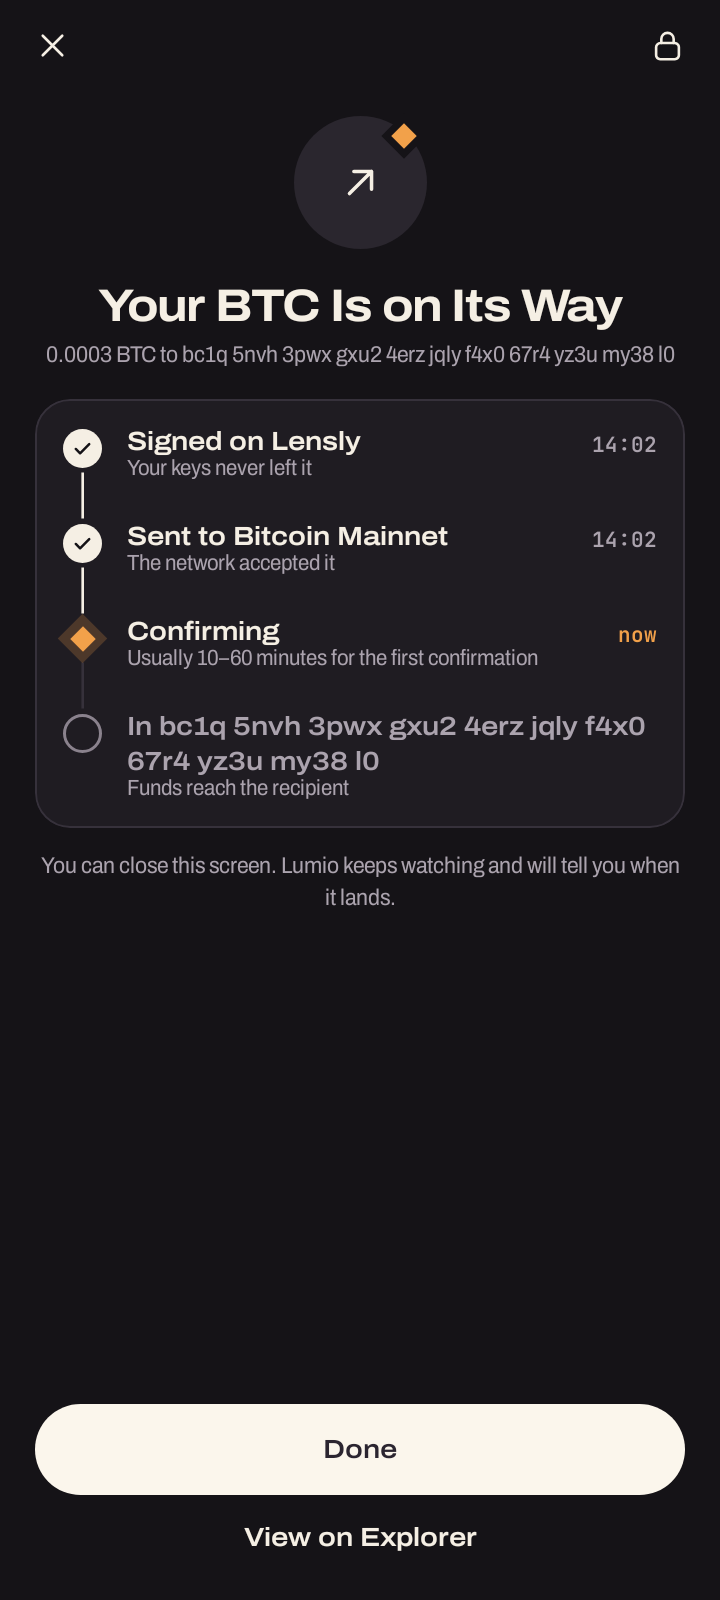 Your BTC Is on Its Way
0.0003 BTC to bc1q 5nvh 3pwx gxu2 4erz jqly f4x0 67r4 yz3u my38 l0
Signed on Lensly
14:02
Your keys never left it
Sent to Bitcoin Mainnet
14:02
The network accepted it
Confirming
now
Usually 10–60 minutes for the first confirmation
In bc1q 5nvh 3pwx gxu2 4erz jqly f4x0
67r4 yz3u my38 l0
Funds reach the recipient
You can close this screen. Lumio keeps watching and will tell you when
it lands.
Done
View on Explorer